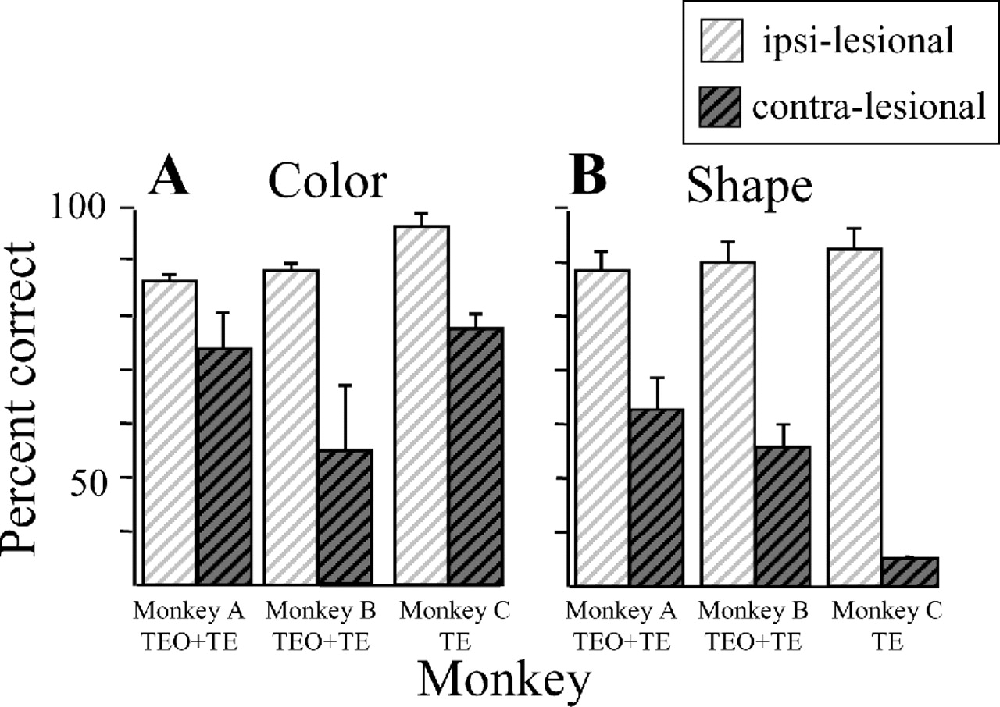 ipsi-lesional
contra-lesional
A Color
B Shape
100
50
Percent correct
Monkey A Monkey B Monkey C
TEO+TE TEO+TE TE
Monkey A Monkey B Monkey C
TEO+TE TEO+TE TE
Monkey